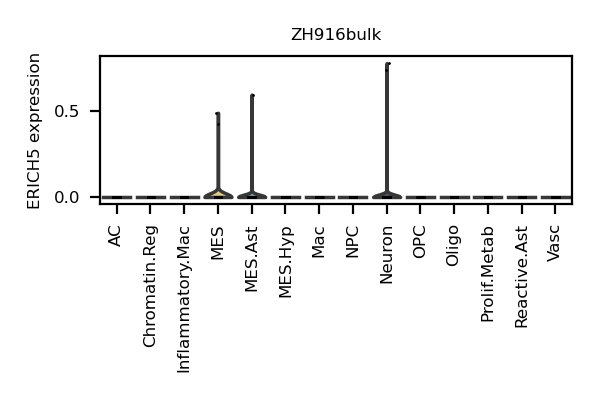 ZH916bulk
ERICH5 expression
0.5
0.0
AC
Chromatin.Reg
Inflammatory.Mac
MES
MES.Ast
MES.Hyp
Mac
NPC
Neuron
OPC
Oligo
Prolif.Metab
Reactive.Ast
Vasc